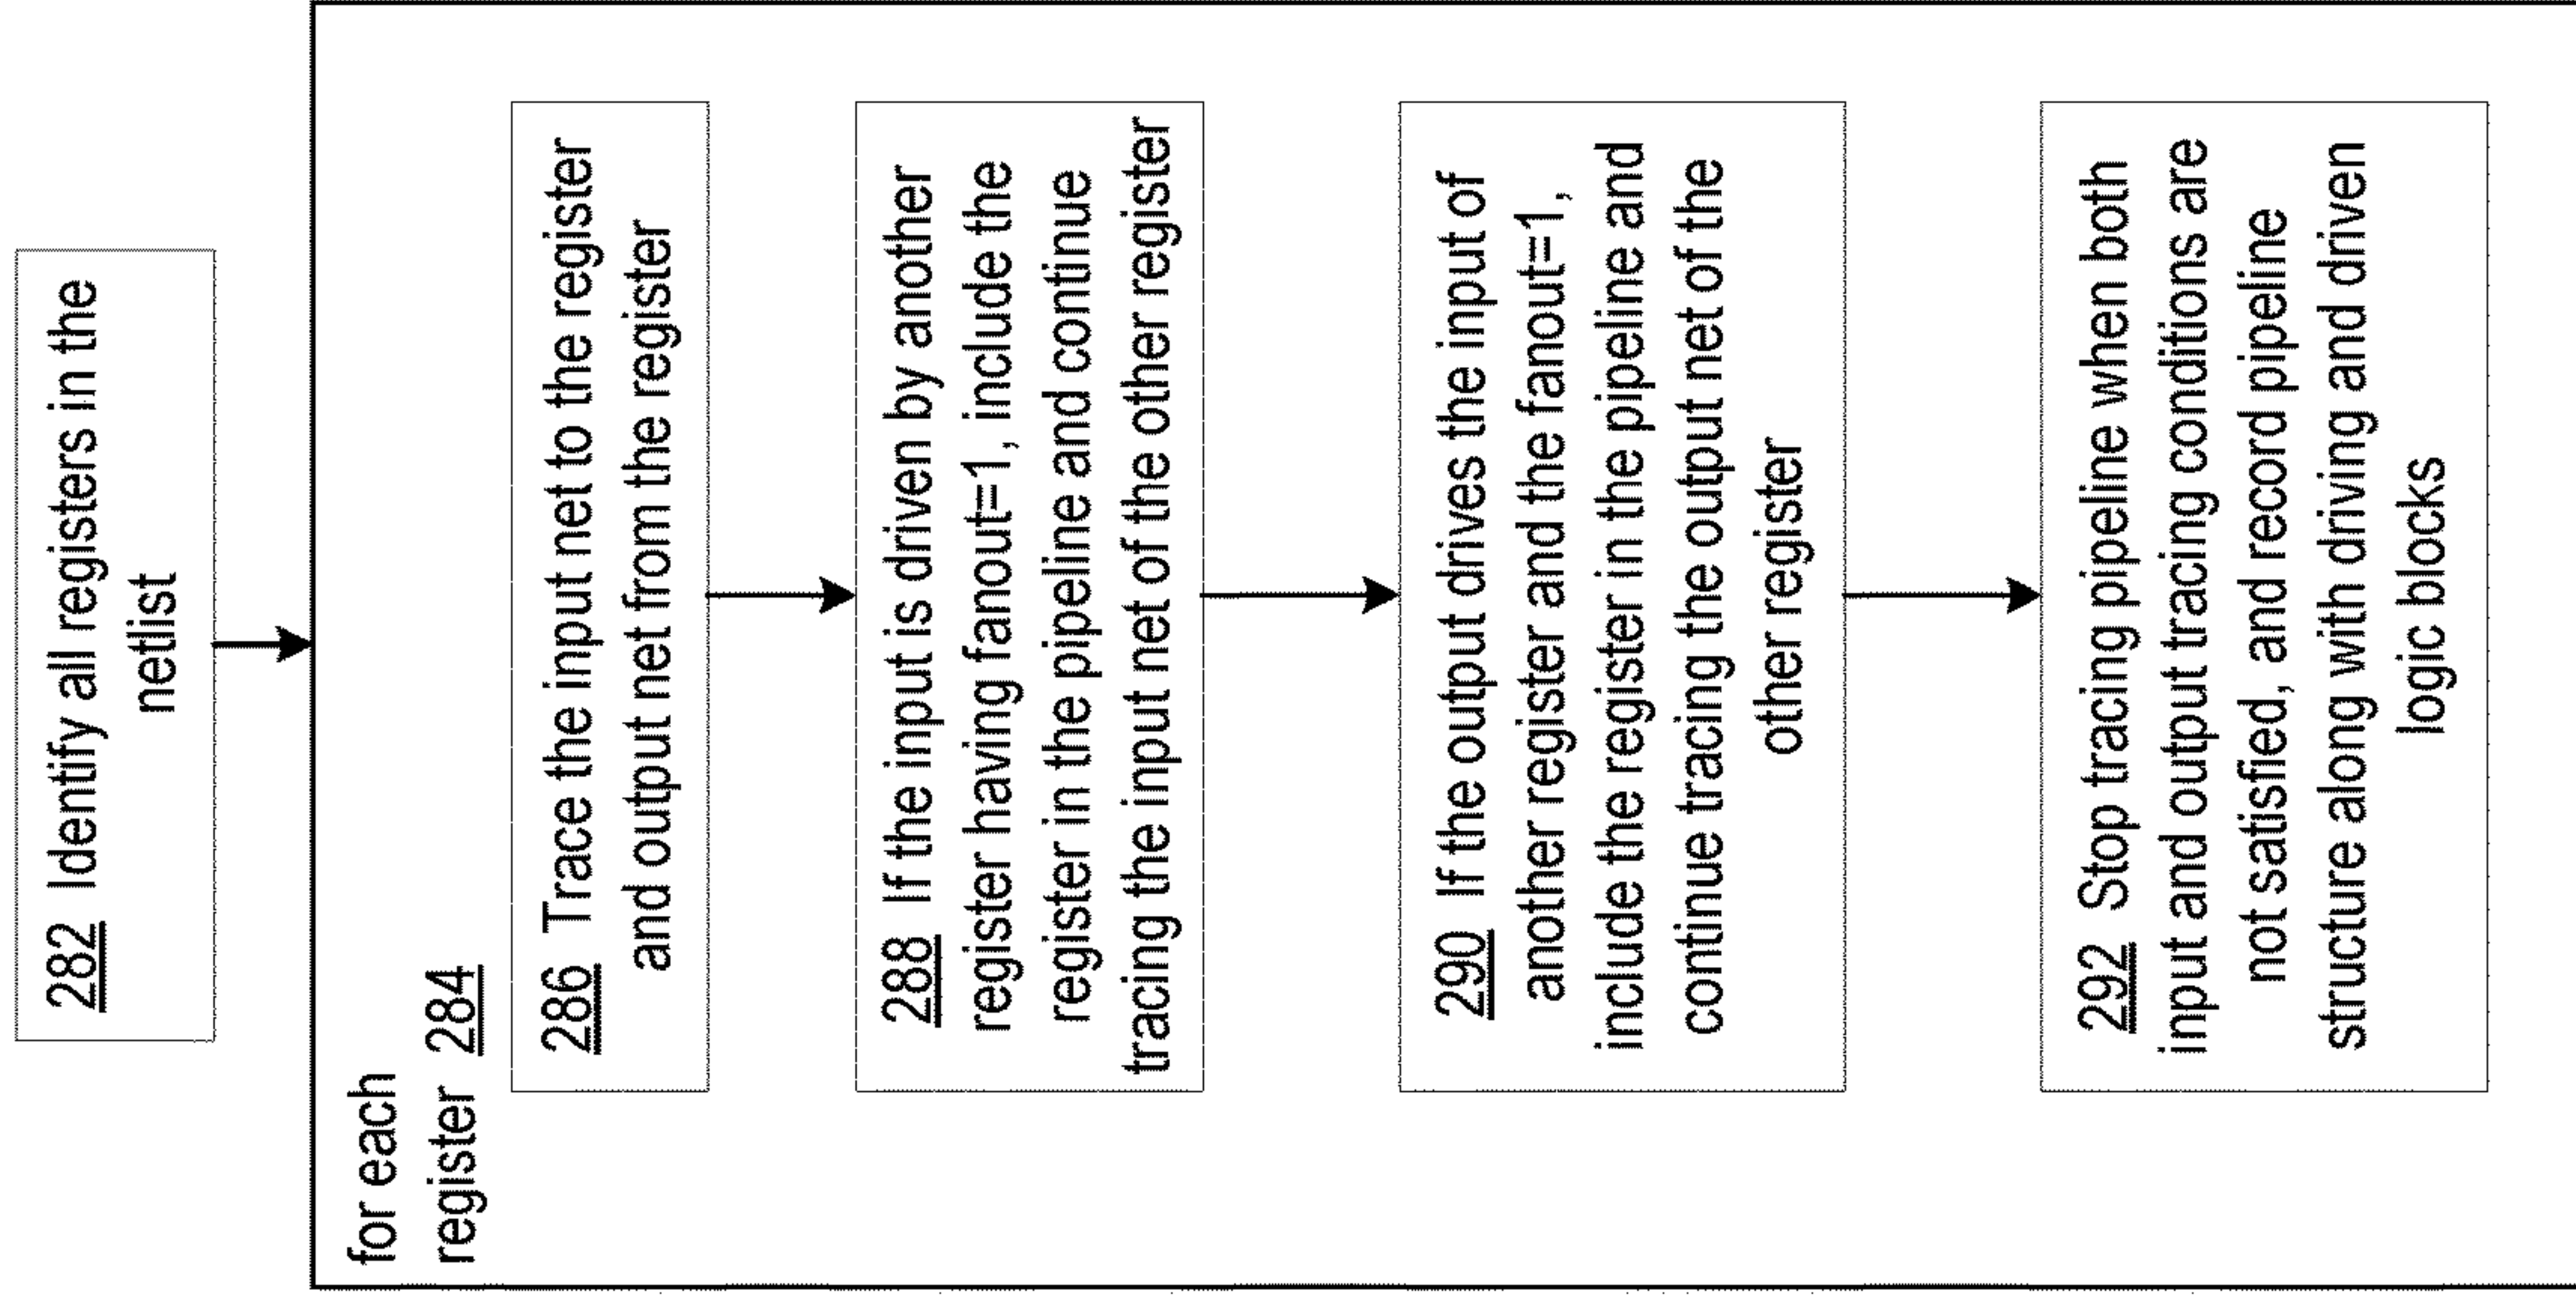 282 Identify all registers in the
netlist
for each
register 284
286 Trace the input net to the register
and output net from the register
288 If the input is driven by another
register having fanout=1, include the
register in the pipeline and continue
tracing the input net of the other register
290 If the output drives the input of
another register and the fanout=1,
include the register in the pipeline and
continue tracing the output net of the
other register
292 Stop tracing pipeline when both
input and output tracing conditions are
not satisfied, and record pipeline
structure along with driving and driven
logic blocks